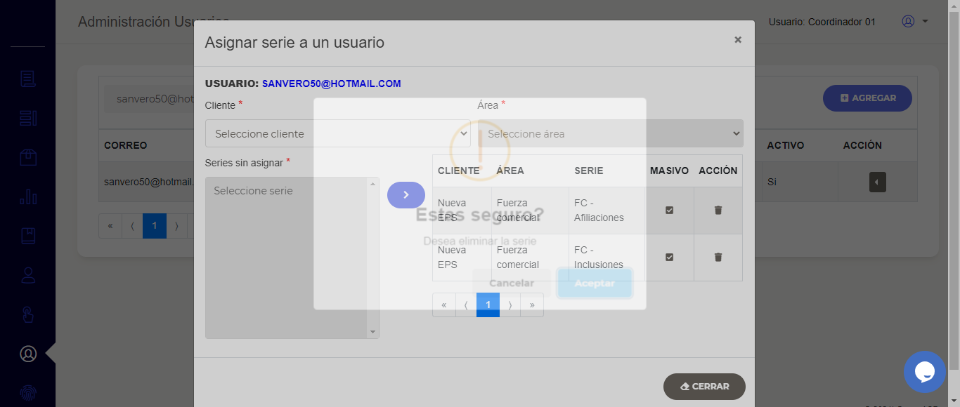 Administración Usuarios
Usuario: Coordinador 01
Asignar serie a un usuario
×
USUARIO: SANVERO50@HOTMAIL.COM
Cliente *
Área *
Seleccione cliente
Seleccione área
Series sin asignar *
Seleccione serie
CLIENTE ÁREA SERIE MASIVO ACCIÓN
Nueva EPS Fuerza comercial FC - Afiliaciones
Nueva EPS Fuerza comercial FC - Inclusiones
« ⟨ 1 ⟩ »
Estas seguro?
Desea eliminar la serie
Cancelar Aceptar
CERRAR
sanvero50@hot
AGREGAR
CORREO ACTIVO ACCIÓN
sanvero50@hotmail. Si
« ⟨ 1 ⟩